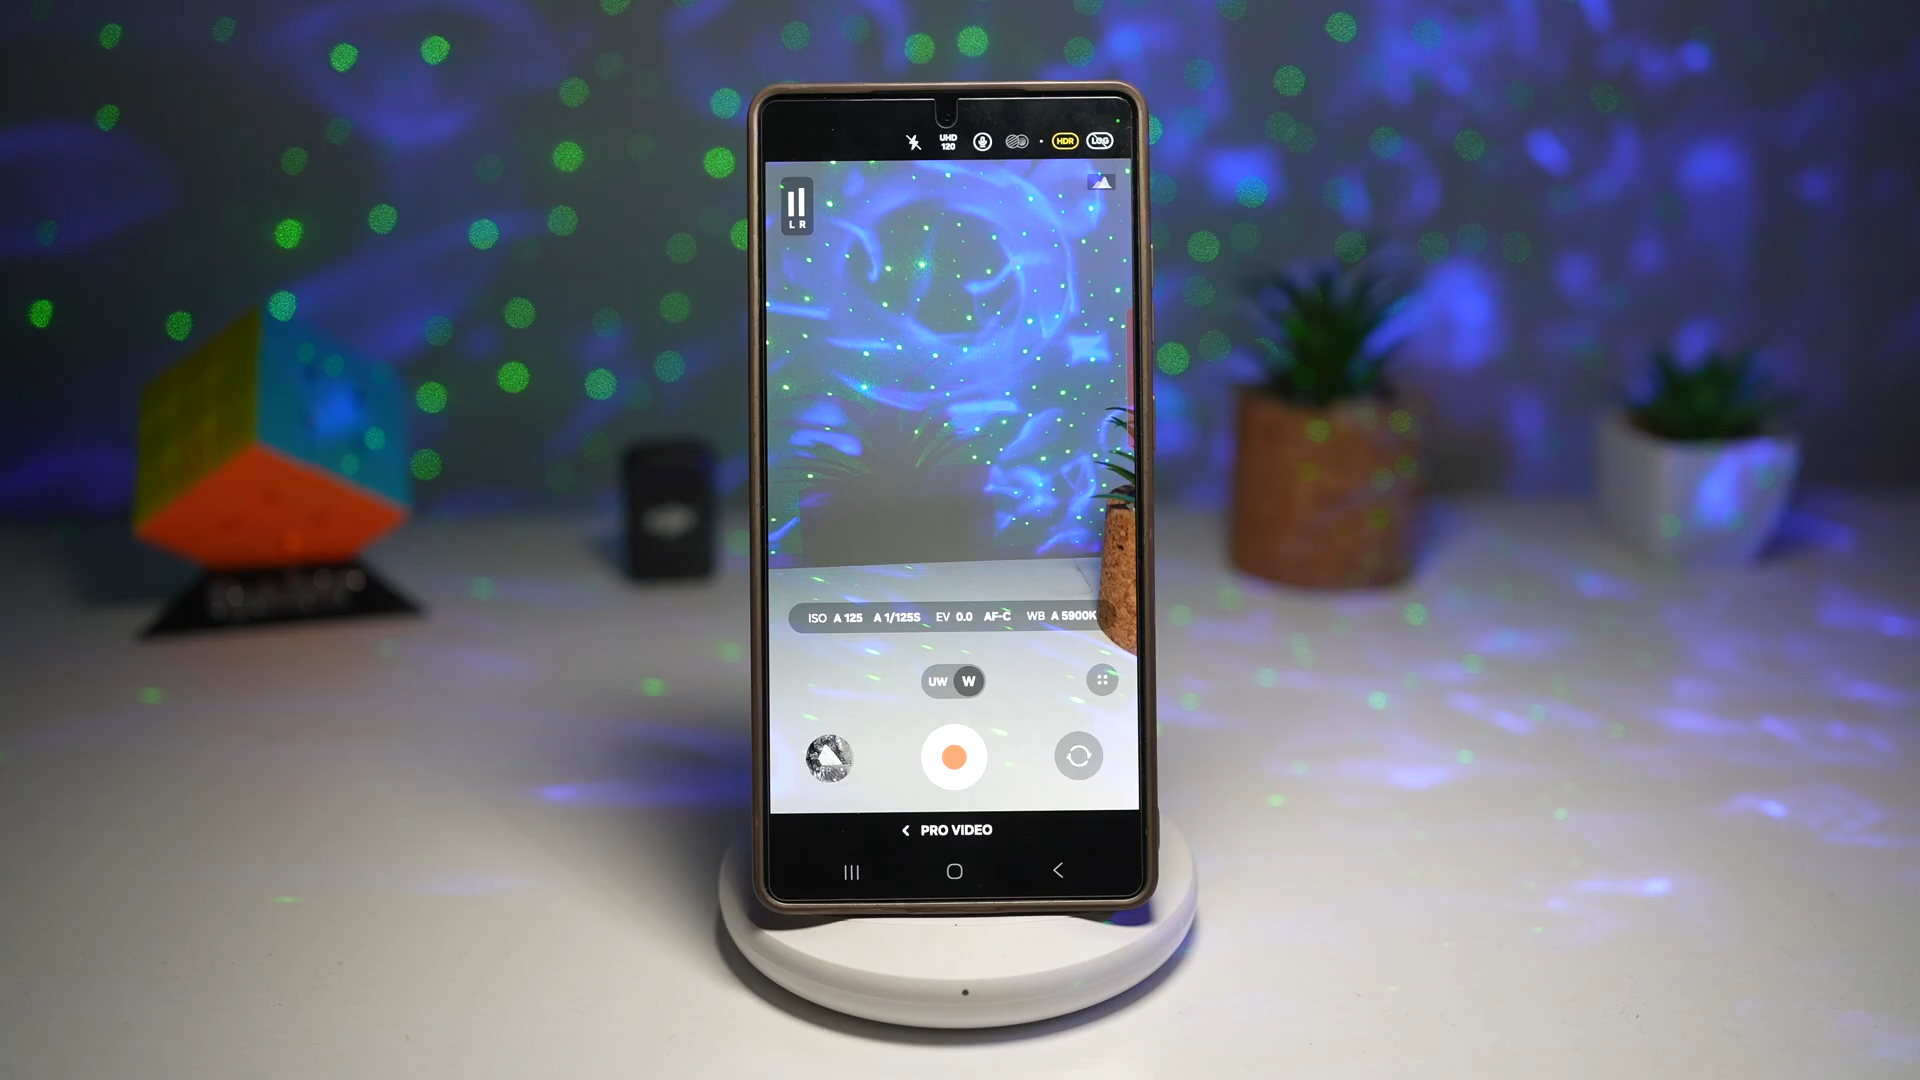 UHD
120
HDR
LOG
L R
ISO A 125 A 1/125S EV 0.0 AF-C WB A 5900K
UW W
PRO VIDEO